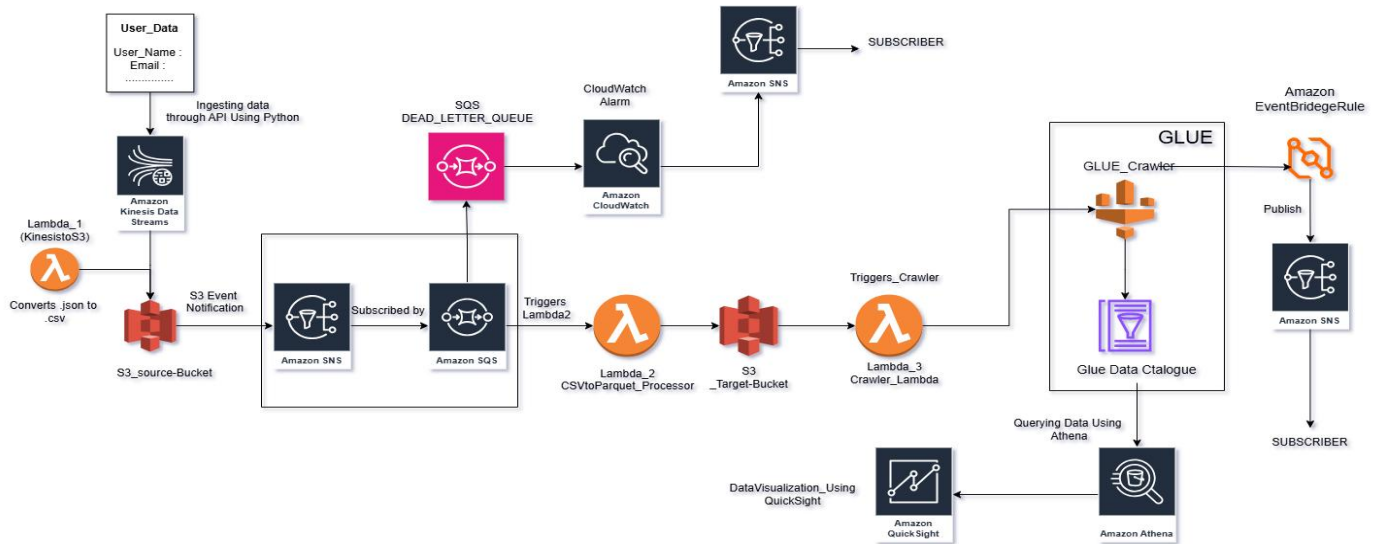 User_Data
User_Name :
Email :
...............
Ingesting data
through API Using Python
Amazon
Kinesis Data
Streams
Lambda_1
(KinesistoS3)
Converts .json to
.csv
S3_source-Bucket
S3 Event
Notification
Amazon SNS
Subscribed by
Amazon SQS
SQS
DEAD_LETTER_QUEUE
CloudWatch
Alarm
Amazon
CloudWatch
Amazon SNS
SUBSCRIBER
Triggers
Lambda2
Lambda_2
CSVtoParquet_Processor
S3
_Target-Bucket
Triggers_Crawler
Lambda_3
Crawler_Lambda
GLUE
GLUE_Crawler
Glue Data Ctalogue
Amazon
EventBridegeRule
Publish
Amazon SNS
SUBSCRIBER
Querying Data Using
Athena
Amazon Athena
DataVisualization_Using
QuickSight
Amazon
QuickSight